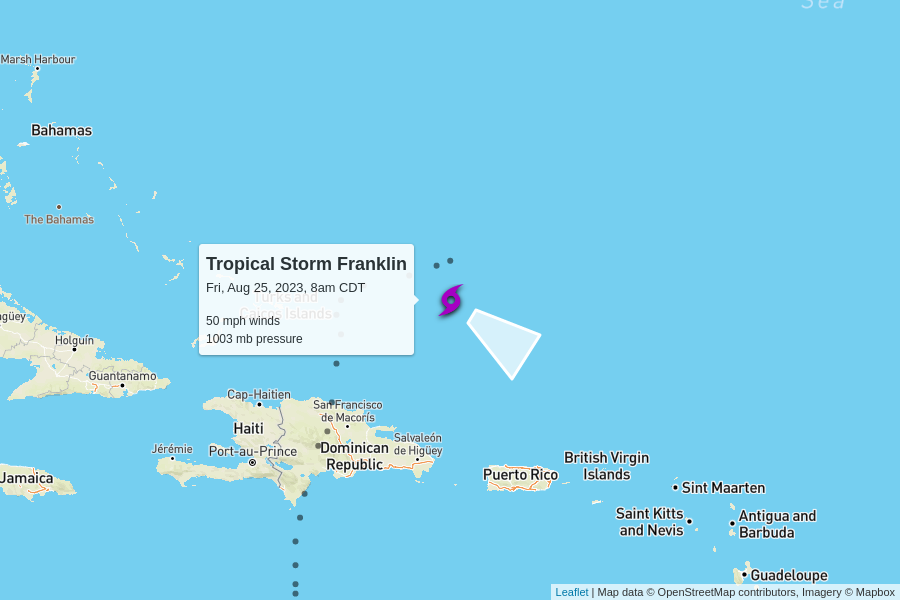 Sea
Marsh Harbour
Bahamas
The Bahamas
Tropical Storm Franklin
Fri, Aug 25, 2023, 8am CDT
Turks and
Caicos Islands
50 mph winds
1003 mb pressure
agüey
Holguín
Guantanamo
Cap-Haitien
San Francisco
de Macorís
Haiti
Salvaleón
de Higüey
Jérémie
Port-au-Prince
Dominican
Republic
Jamaica
Puerto Rico
British Virgin
Islands
Sint Maarten
Saint Kitts
and Nevis
Antigua and
Barbuda
Guadeloupe
Leaflet | Map data © OpenStreetMap contributors, Imagery © Mapbox